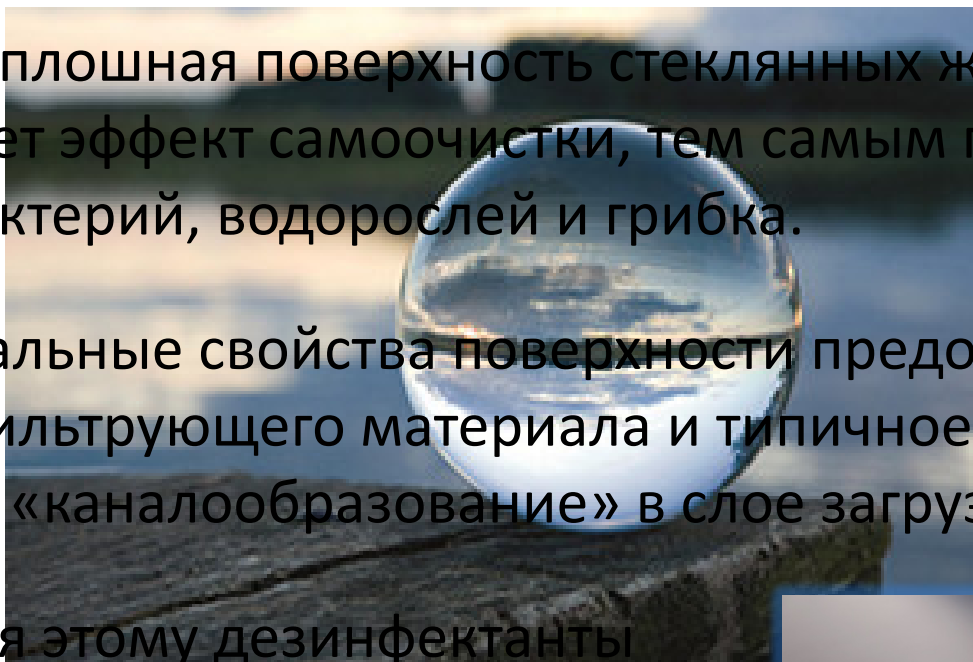 плошная поверхность стеклянных ж
ет эффект самоочистки, тем самым
ктерий, водорослей и грибка.
альные свойства поверхности предо
ильтрующего материала и типичное
«каналообразование» в слое загруз
я этому дезинфектанты